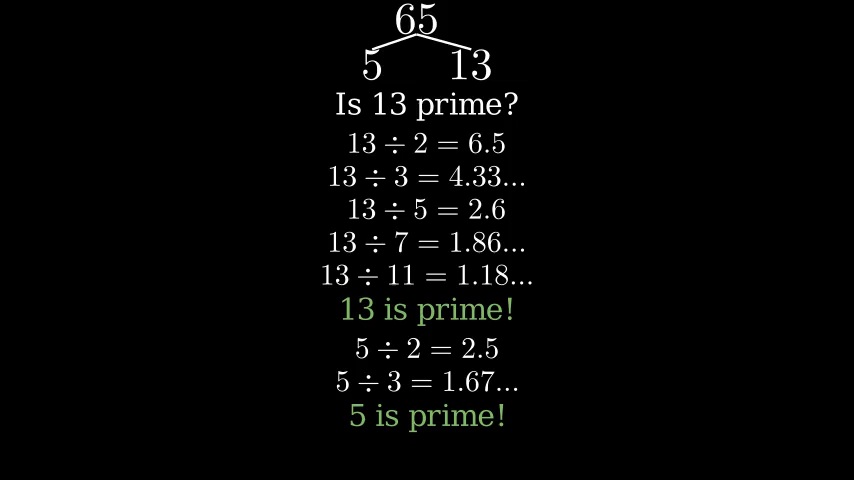 65
5 13
Is 13 prime?
13 ÷ 2 = 6.5
13 ÷ 3 = 4.33...
13 ÷ 5 = 2.6
13 ÷ 7 = 1.86...
13 ÷ 11 = 1.18...
13 is prime!
5 ÷ 2 = 2.5
5 ÷ 3 = 1.67...
5 is prime!